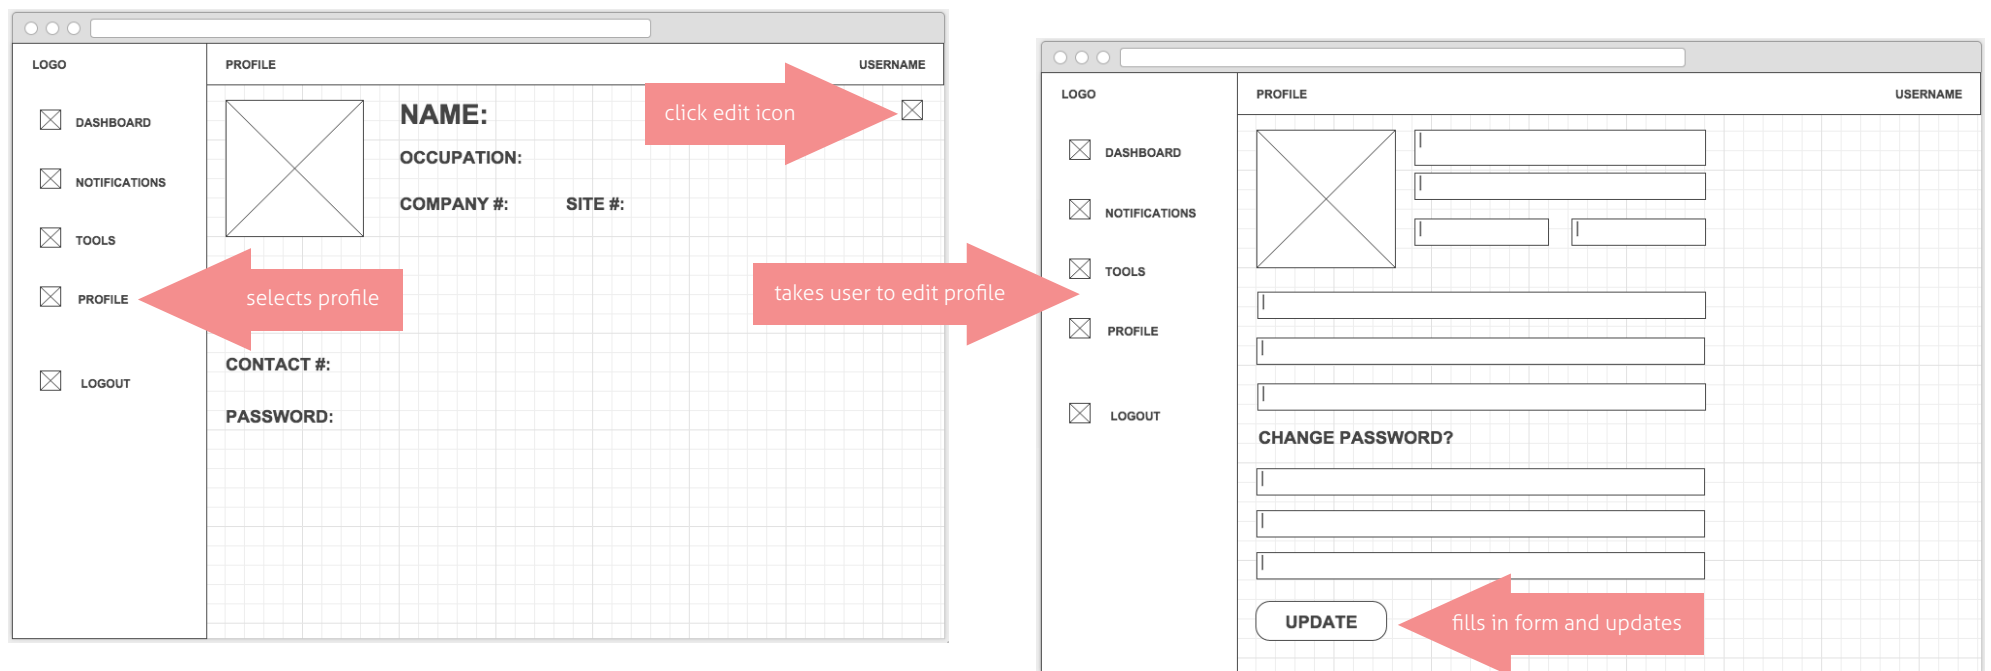 LOGO
PROFILE
USERNAME
DASHBOARD
NOTIFICATIONS
TOOLS
PROFILE
LOGOUT
NAME:
OCCUPATION:
COMPANY #:
SITE #:
CONTACT #:
PASSWORD:
click edit icon
selects profile
takes user to edit profile
LOGO
PROFILE
USERNAME
DASHBOARD
NOTIFICATIONS
TOOLS
PROFILE
LOGOUT
CHANGE PASSWORD?
UPDATE
fills in form and updates